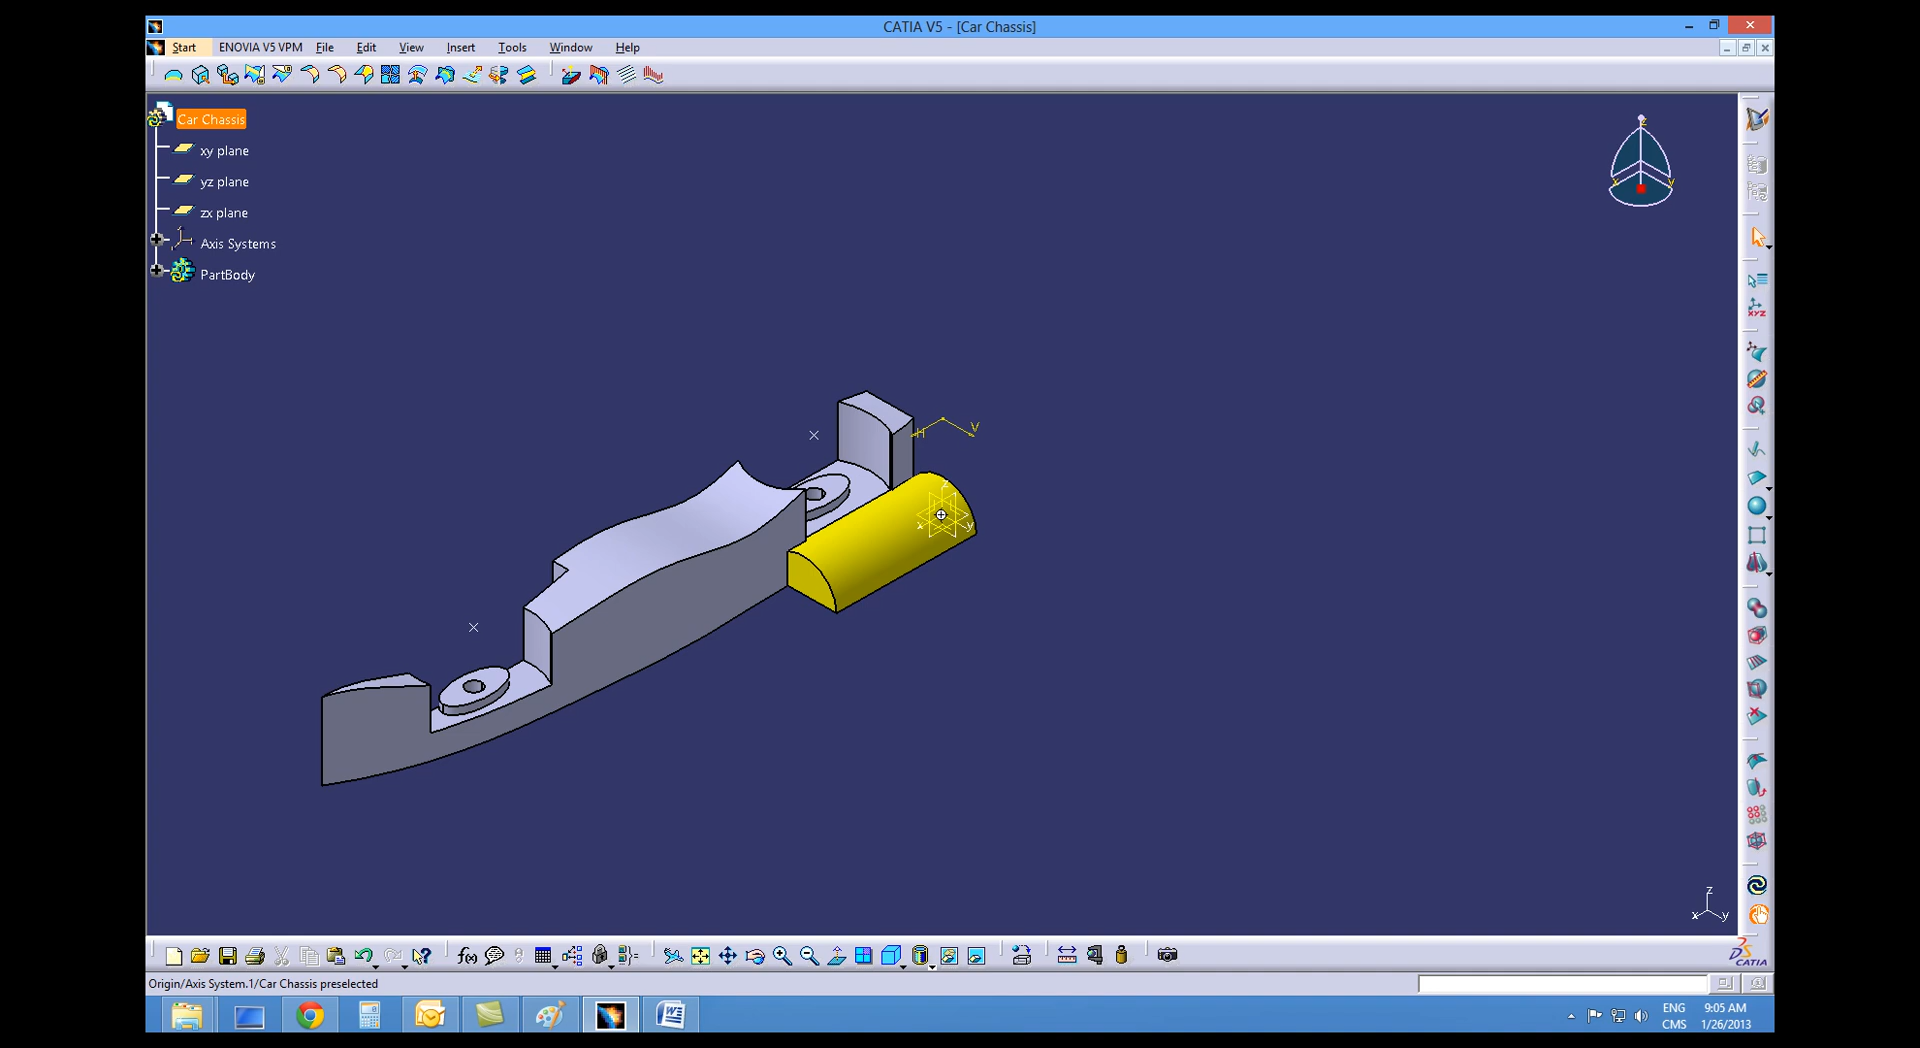 CATIA V5 - [Car Chassis]
Start ENOVIA V5 VPM File Edit View Insert Tools Window Help
Car Chassis
xy plane
yz plane
zx plane
Axis Systems
PartBody
z
x y
H V
z
x y
XYZ
z
x y
f(x)
CATIA
Origin/Axis System.1/Car Chassis preselected
ENG 9:05 AM
CMS 1/26/2013